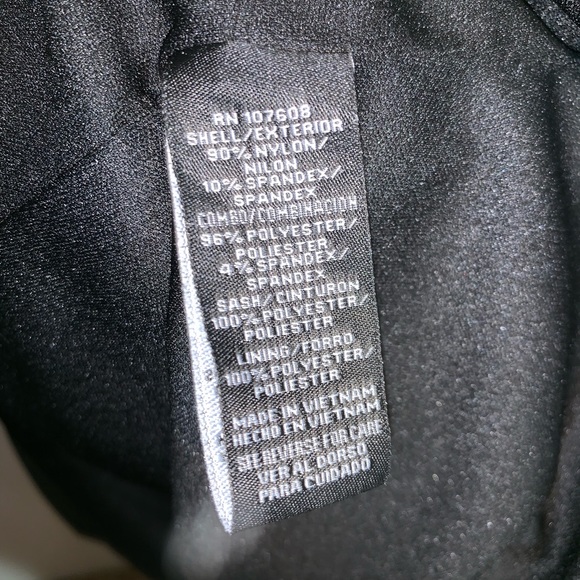 RN 107608
SHELL/EXTERIOR
90% NYLON/
NILON
10% SPANDEX/
SPANDEX
COMBO/COMBINACION
96% POLYESTER/
POLIESTER
4% SPANDEX/
SPANDEX
SASH/CINTURON
100% POLYESTER/
POLIESTER
LINING/FORRO
100% POLYESTER/
POLIESTER
MADE IN VIETNAM
HECHO EN VIETNAM
SEE REVERSE FOR CARE
VER AL DORSO
PARA CUIDADO